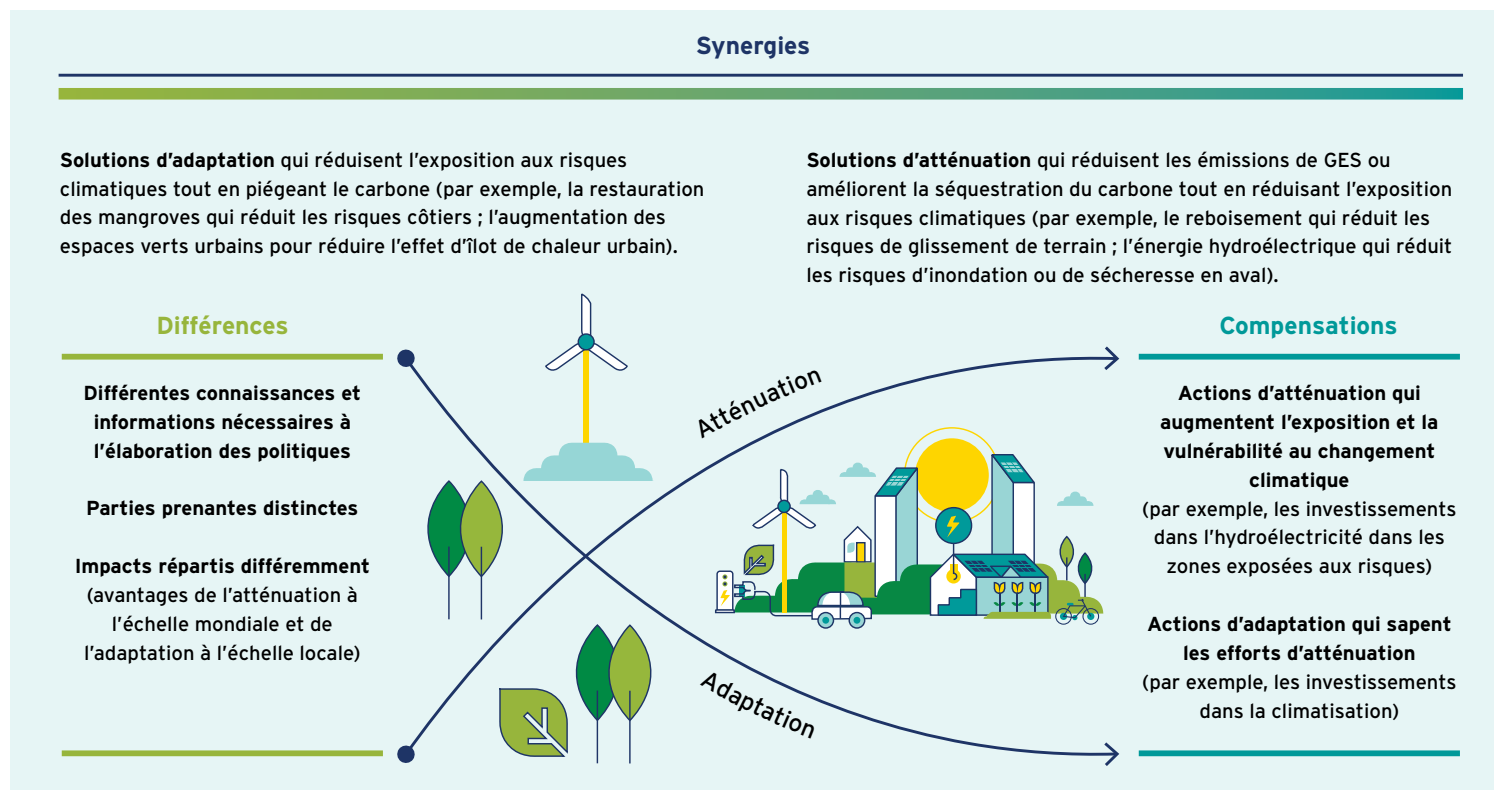 Synergies
Solutions d’adaptation qui réduisent l’exposition aux risques
climatiques tout en piégeant le carbone (par exemple, la restauration
des mangroves qui réduit les risques côtiers ; l’augmentation des
espaces verts urbains pour réduire l’effet d’îlot de chaleur urbain).
Solutions d’atténuation qui réduisent les émissions de GES ou
améliorent la séquestration du carbone tout en réduisant l’exposition
aux risques climatiques (par exemple, le reboisement qui réduit les
risques de glissement de terrain ; l’énergie hydroélectrique qui réduit
les risques d’inondation ou de sécheresse en aval).
Différences
Différentes connaissances et
informations nécessaires à
l’élaboration des politiques
Parties prenantes distinctes
Impacts répartis différemment
(avantages de l’atténuation à
l’échelle mondiale et de
l’adaptation à l’échelle locale)
Atténuation
Adaptation
Compensations
Actions d’atténuation qui
augmentent l’exposition et la
vulnérabilité au changement
climatique
(par exemple, les investissements
dans l’hydroélectricité dans les
zones exposées aux risques)
Actions d’adaptation qui sapent
les efforts d’atténuation
(par exemple, les investissements
dans la climatisation)